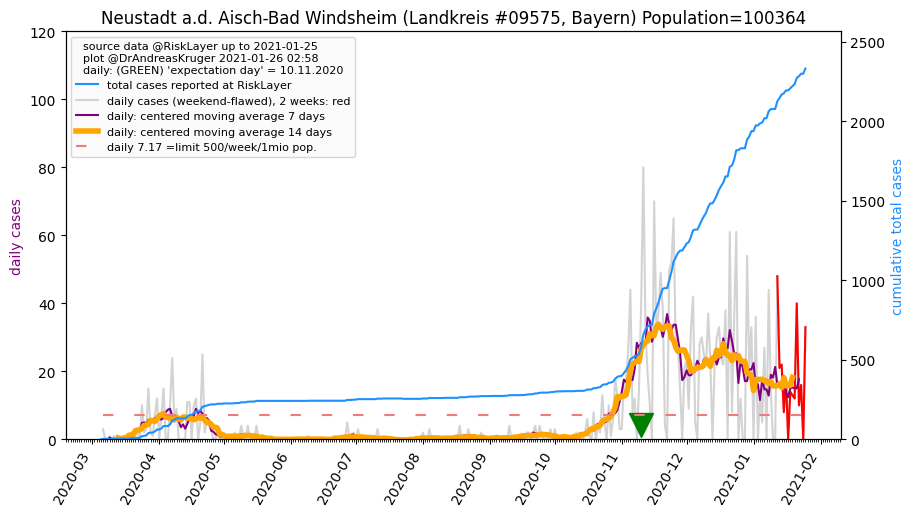 Neustadt a.d. Aisch-Bad Windsheim (Landkreis #09575, Bayern) Population=100364
source data @RiskLayer up to 2021-01-25
plot @DrAndreasKruger 2021-01-26 02:58
daily: (GREEN) 'expectation day' = 10.11.2020
total cases reported at RiskLayer
daily cases (weekend-flawed), 2 weeks: red
daily: centered moving average 7 days
daily: centered moving average 14 days
daily 7.17 =limit 500/week/1mio pop.
daily cases
120
100
80
60
40
20
0
cumulative total cases
2500
2000
1500
1000
500
0
2020-03
2020-04
2020-05
2020-06
2020-07
2020-08
2020-09
2020-10
2020-11
2020-12
2021-01
2021-02